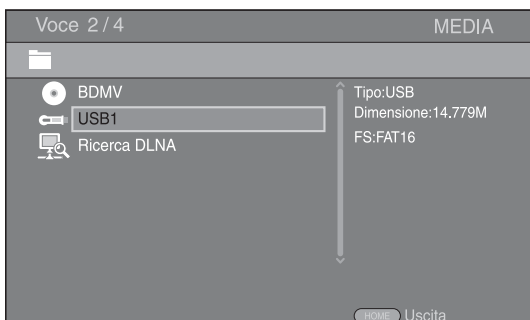 Voce 2 / 4
MEDIA
BDMV
USB1
Ricerca DLNA
Tipo:USB
Dimensione:14.779M
FS:FAT16
HOME Uscita